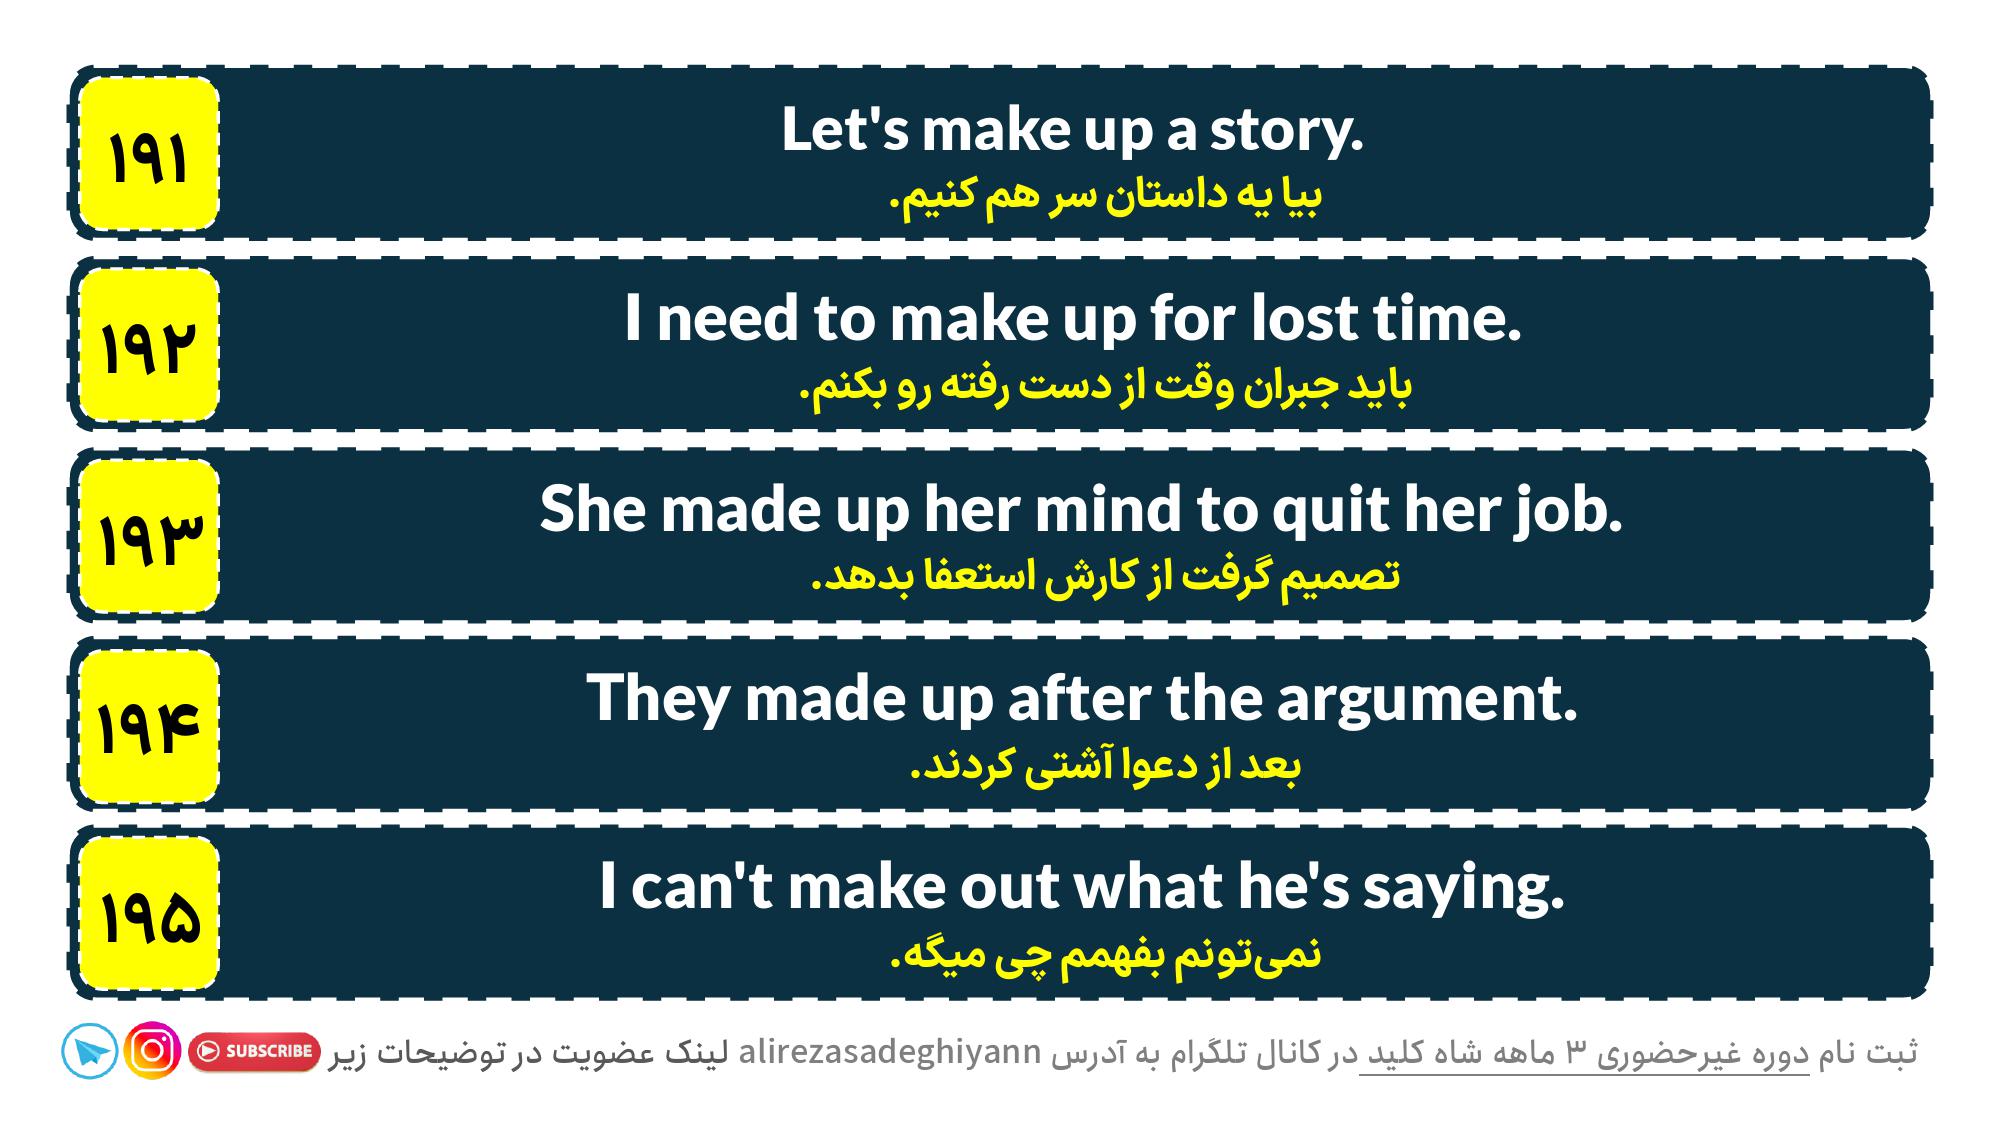 ۱۹۱
Let's make up a story.
بیا یه داستان سر هم کنیم.
۱۹۲
I need to make up for lost time.
باید جبران وقت از دست رفته رو بکنم.
۱۹۳
She made up her mind to quit her job.
تصمیم گرفت از کارش استعفا بدهد.
۱۹۴
They made up after the argument.
بعد از دعوا آشتی کردند.
۱۹۵
I can't make out what he's saying.
نمی‌تونم بفهمم چی میگه.
ثبت نام دوره غیرحضوری ۳ ماهه شاه کلید در کانال تلگرام به آدرس alirezasadeghiyann لینک عضویت در توضیحات زیر SUBSCRIBE